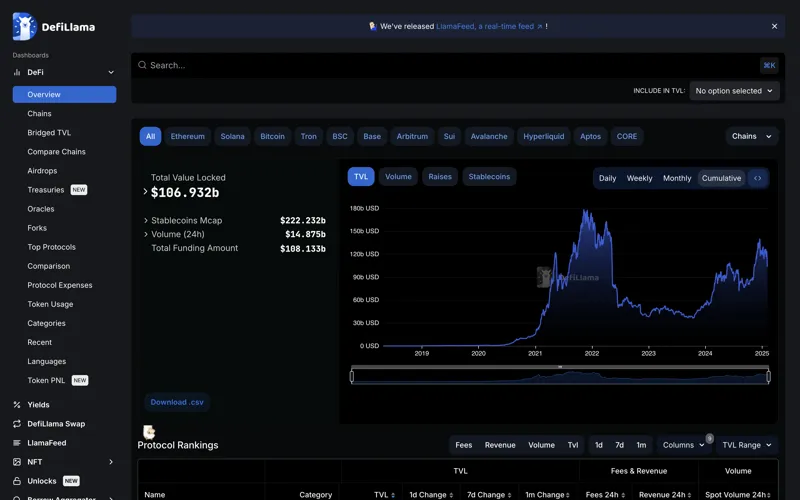 DefiLlama
We've released LlamaFeed, a real-time feed ↗ !
Dashboards
DeFi
Overview
Chains
Bridged TVL
Compare Chains
Airdrops
Treasuries NEW
Oracles
Forks
Top Protocols
Comparison
Protocol Expenses
Token Usage
Categories
Recent
Languages
Token PNL NEW
Yields
DefiLlama Swap
LlamaFeed
NFT
Unlocks NEW
Borrow Aggregator
Search...
⌘K
INCLUDE IN TVL: No option selected
All Ethereum Solana Bitcoin Tron BSC Base Arbitrum Sui Avalanche Hyperliquid Aptos CORE Chains
Total Value Locked
$106.932b
Stablecoins Mcap $222.232b
Volume (24h) $14.875b
Total Funding Amount $108.133b
Download .csv
TVL Volume Raises Stablecoins
Daily Weekly Monthly Cumulative <>
180b USD
150b USD
120b USD
90b USD
60b USD
30b USD
0 USD
DefiLlama
2019 2020 2021 2022 2023 2024 2025
Protocol Rankings
Fees Revenue Volume Tvl
1d 7d 1m
Columns 9
TVL Range
TVL Fees & Revenue Volume
Name Category TVL 1d Change 7d Change 1m Change Fees 24h Revenue 24h Spot Volume 24h